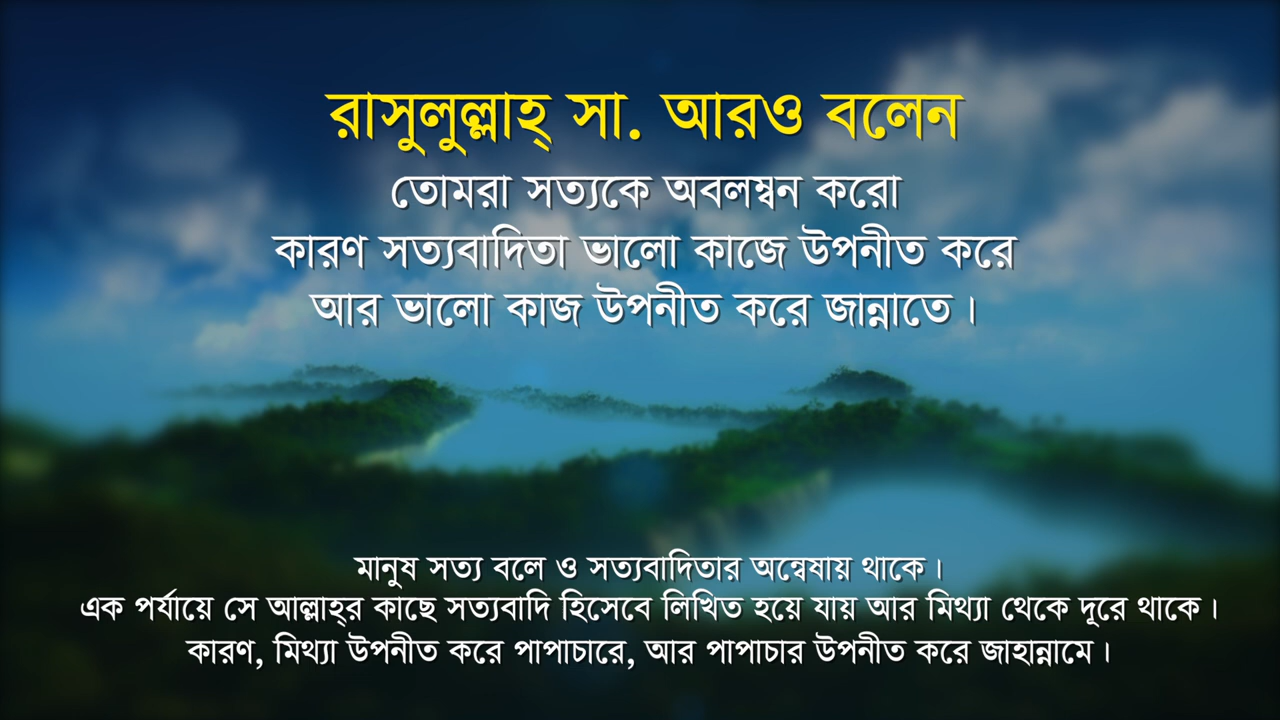 রাসুলুল্লাহ্ সা. আরও বলেন
তোমরা সত্যকে অবলম্বন করো
কারণ সত্যবাদিতা ভালো কাজে উপনীত করে
আর ভালো কাজ উপনীত করে জান্নাতে।
মানুষ সত্য বলে ও সত্যবাদিতার অন্বেষায় থাকে।
এক পর্যায়ে সে আল্লাহ্‌র কাছে সত্যবাদি হিসেবে লিখিত হয়ে যায় আর মিথ্যা থেকে দূরে থাকে।
কারণ, মিথ্যা উপনীত করে পাপাচারে, আর পাপাচার উপনীত করে জাহান্নামে।